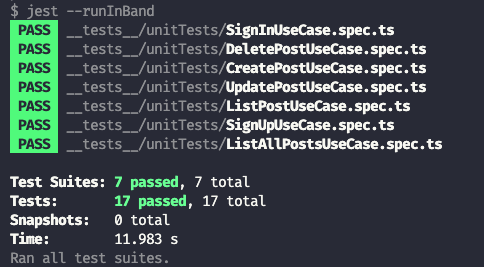 $ jest --runInBand
PASS __tests__/unitTests/SignInUseCase.spec.ts
PASS __tests__/unitTests/DeletePostUseCase.spec.ts
PASS __tests__/unitTests/CreatePostUseCase.spec.ts
PASS __tests__/unitTests/UpdatePostUseCase.spec.ts
PASS __tests__/unitTests/ListPostUseCase.spec.ts
PASS __tests__/unitTests/SignUpUseCase.spec.ts
PASS __tests__/unitTests/ListAllPostsUseCase.spec.ts
Test Suites: 7 passed, 7 total
Tests: 17 passed, 17 total
Snapshots: 0 total
Time: 11.983 s
Ran all test suites.